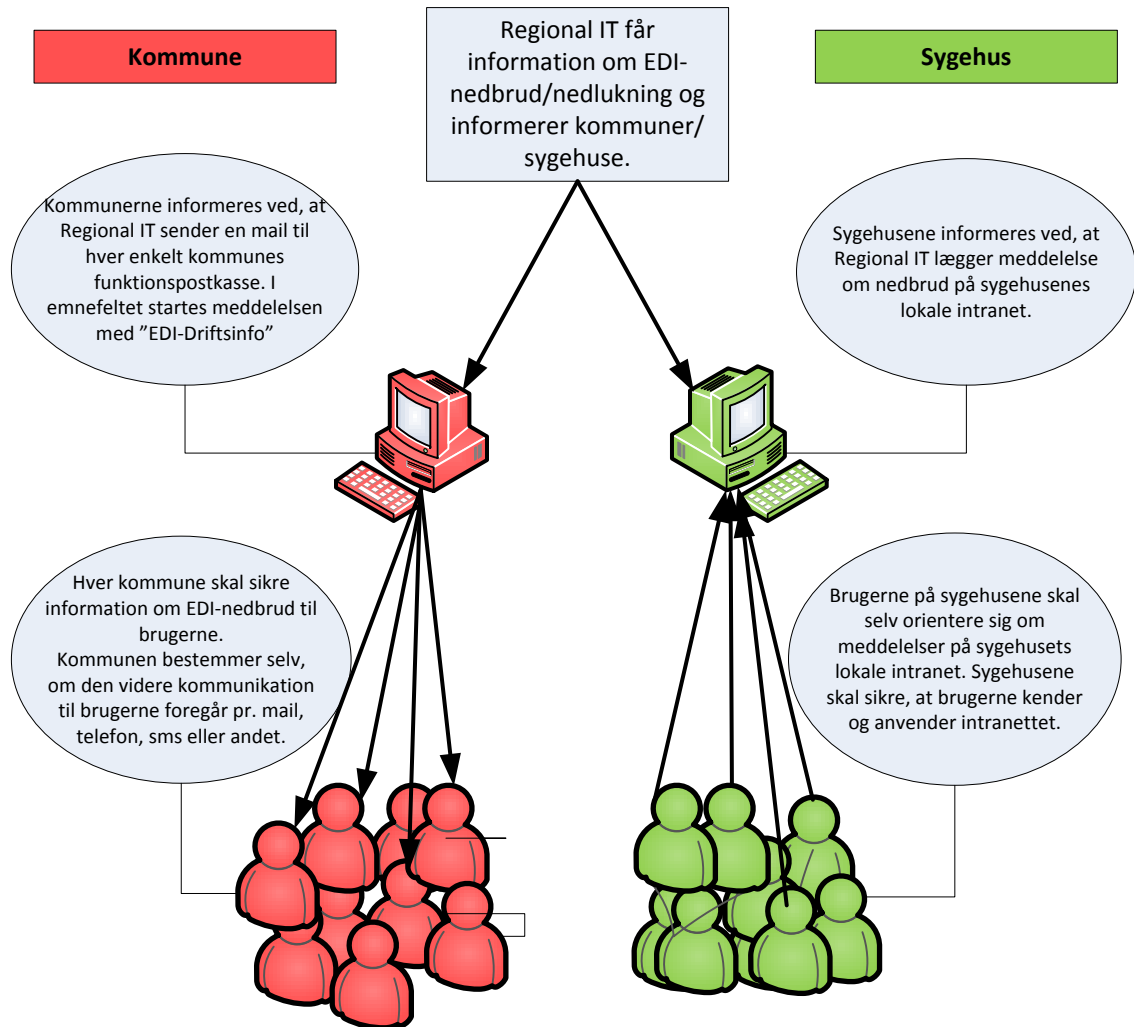 Kommune
Regional IT får
information om EDI-
nedbrud/nedlukning og
informerer kommuner/
sygehuse.
Sygehus
Kommunerne informeres ved, at
Regional IT sender en mail til
hver enkelt kommunes
funktionspostkasse. I
emnefeltet startes meddelelsen
med ”EDI-Driftsinfo”
Sygehusene informeres ved, at
Regional IT lægger meddelelse
om nedbrud på sygehusenes
lokale intranet.
Hver kommune skal sikre
information om EDI-nedbrud til
brugerne.
Kommunen bestemmer selv,
om den videre kommunikation
til brugerne foregår pr. mail,
telefon, sms eller andet.
Brugerne på sygehusene skal
selv orientere sig om
meddelelser på sygehusets
lokale intranet. Sygehusene
skal sikre, at brugerne kender
og anvender intranettet.